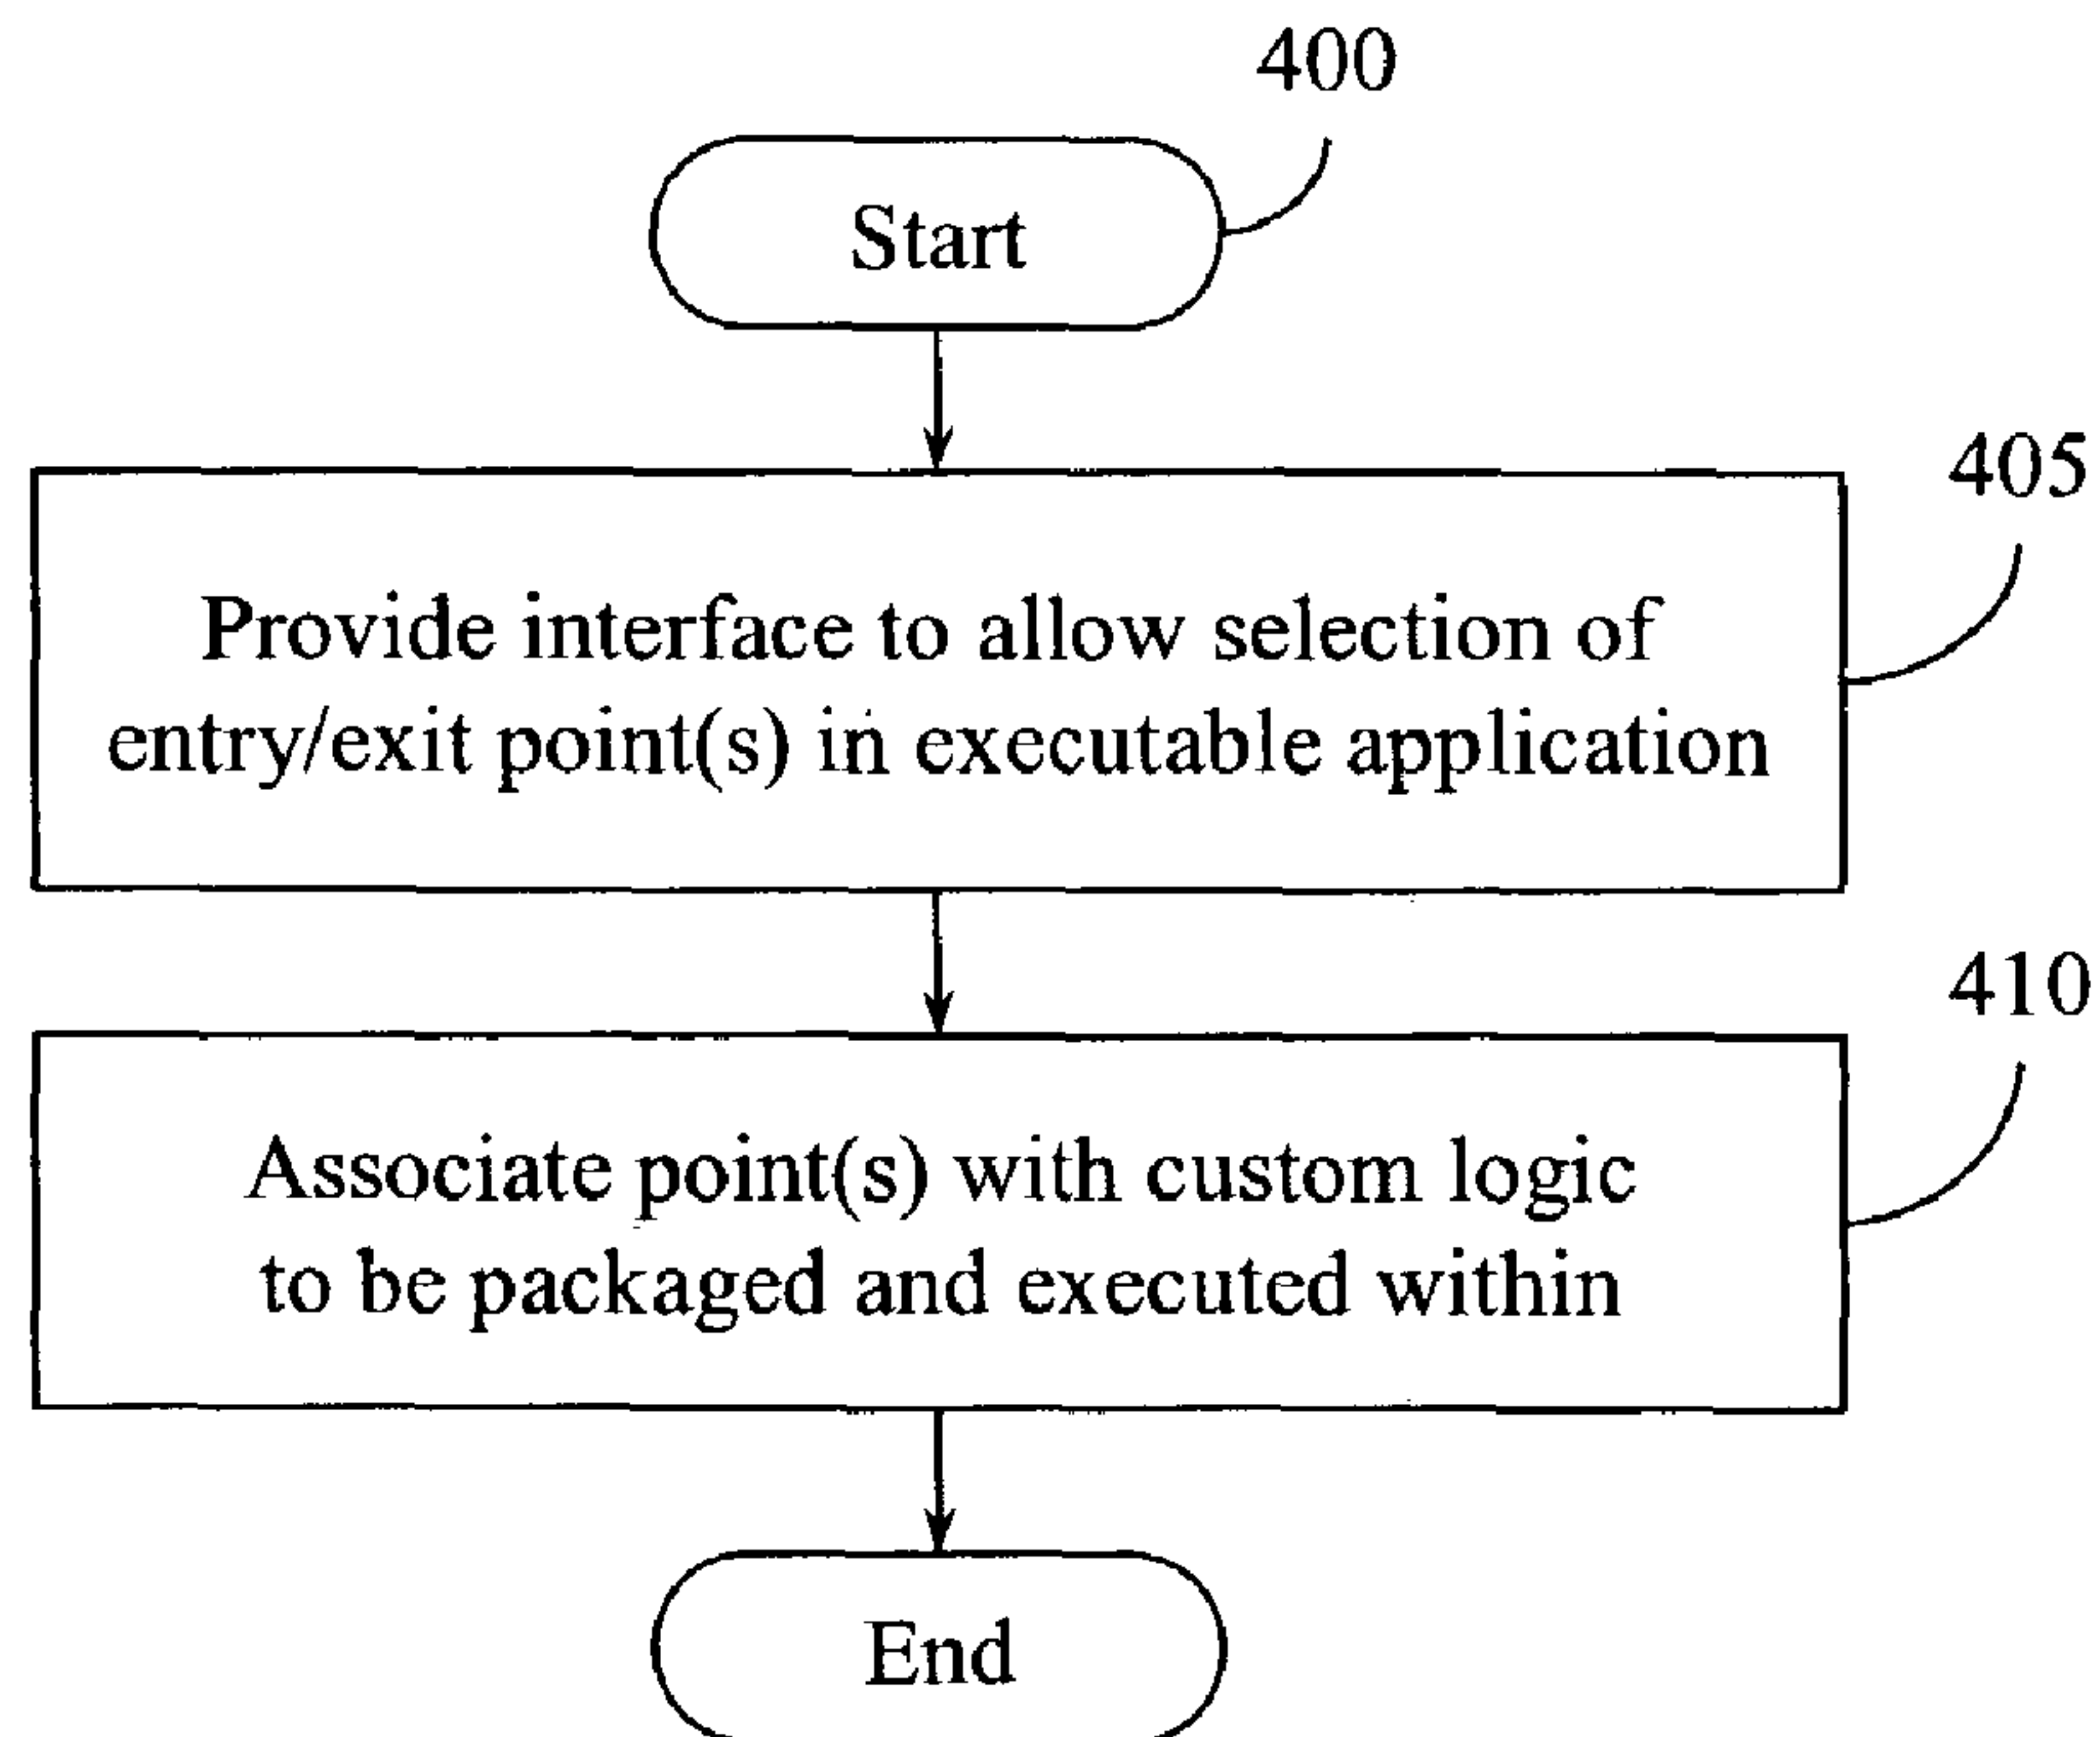 400
Start
405
Provide interface to allow selection of
entry/exit point(s) in executable application
410
Associate point(s) with custom logic
to be packaged and executed within
End